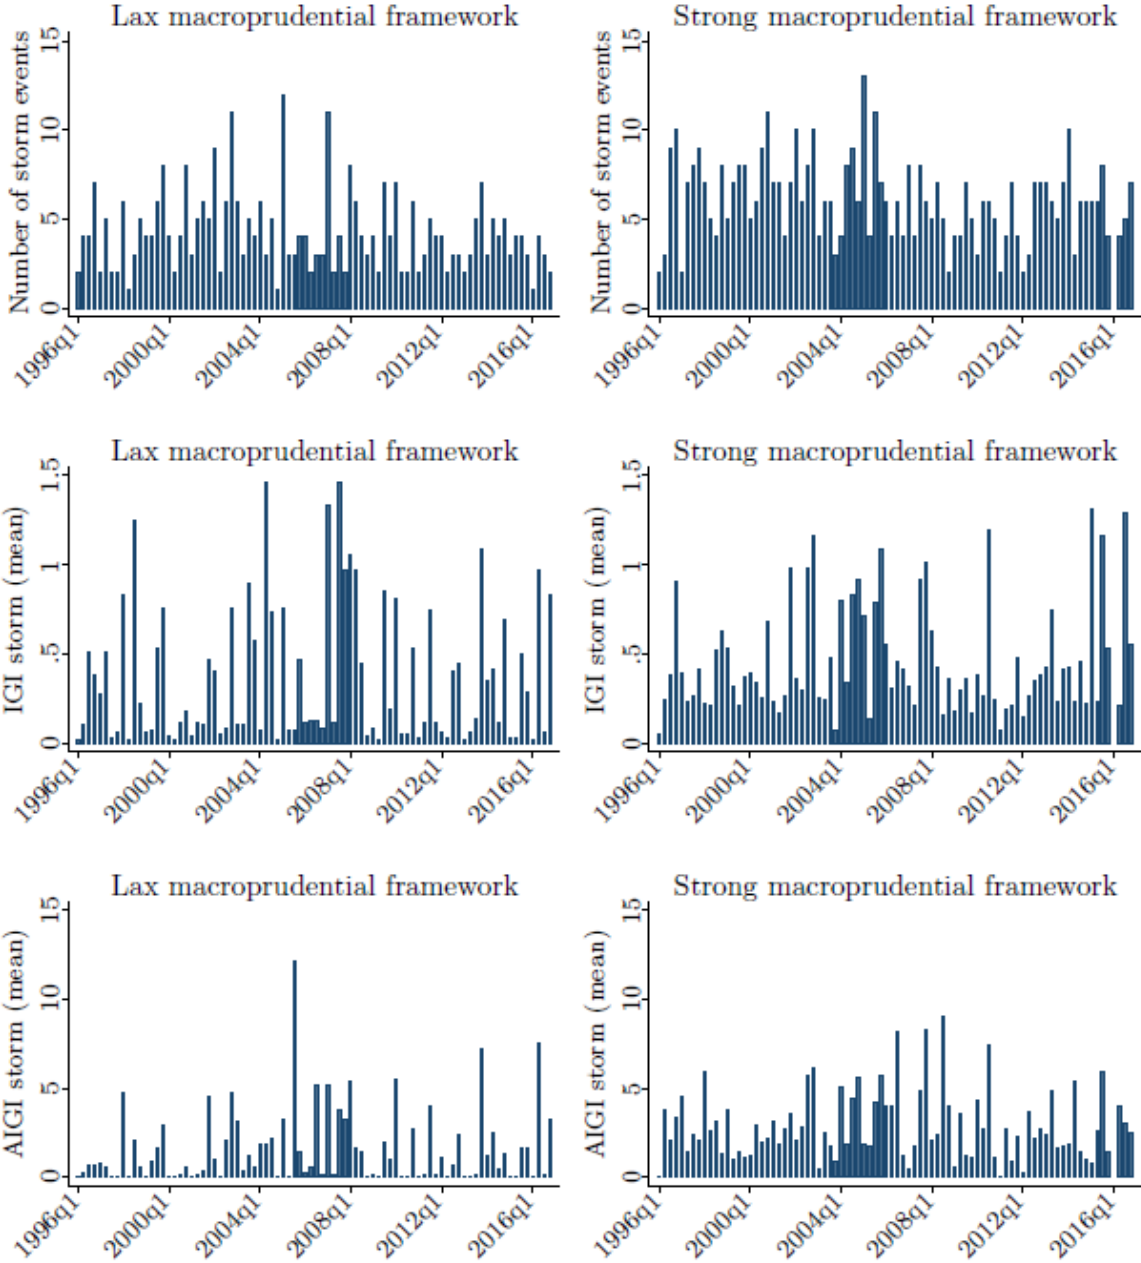 Lax macroprudential framework
Number of storm events
15
10
5
0
1996q1
2000q1
2004q1
2008q1
2012q1
2016q1
Strong macroprudential framework
Number of storm events
15
10
5
0
1996q1
2000q1
2004q1
2008q1
2012q1
2016q1
Lax macroprudential framework
IGI storm (mean)
1.5
1
.5
0
1996q1
2000q1
2004q1
2008q1
2012q1
2016q1
Strong macroprudential framework
IGI storm (mean)
1.5
1
.5
0
1996q1
2000q1
2004q1
2008q1
2012q1
2016q1
Lax macroprudential framework
AIGI storm (mean)
15
10
5
0
1996q1
2000q1
2004q1
2008q1
2012q1
2016q1
Strong macroprudential framework
AIGI storm (mean)
15
10
5
0
1996q1
2000q1
2004q1
2008q1
2012q1
2016q1